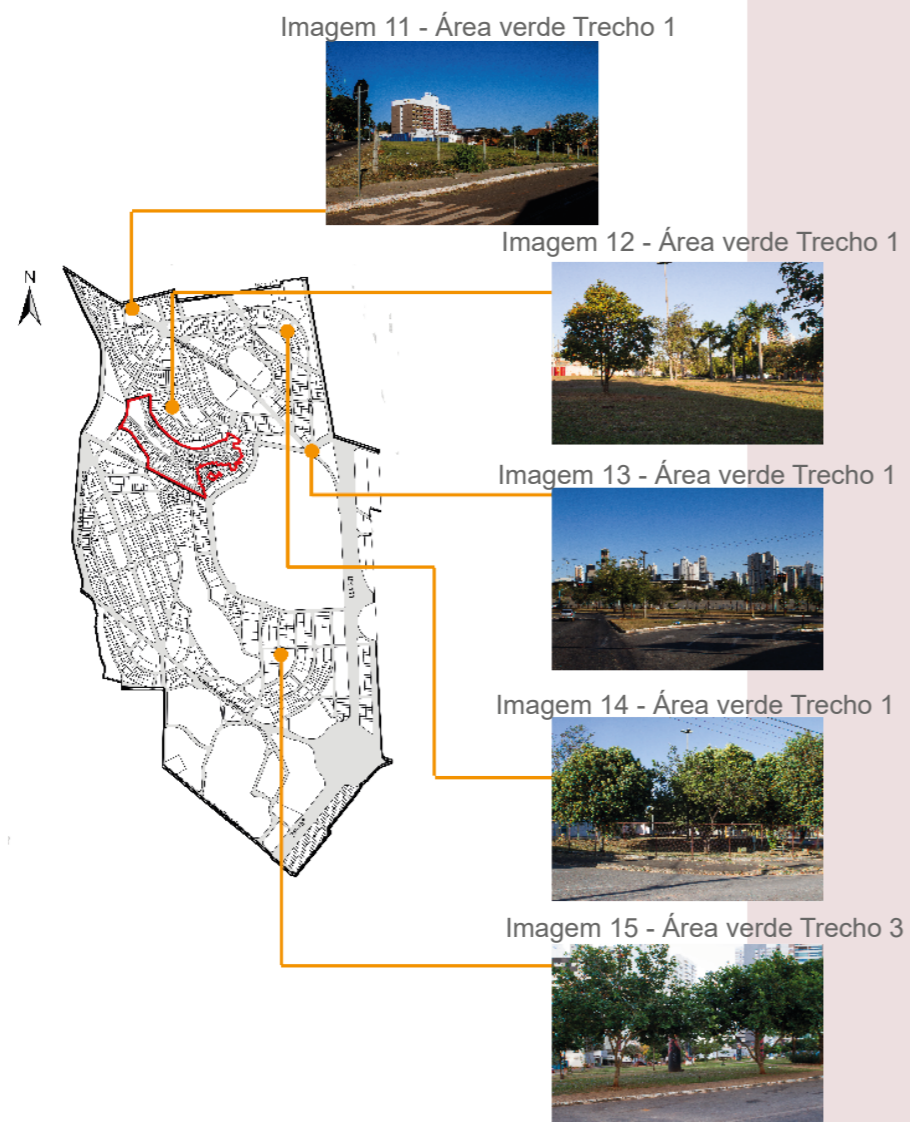 Imagem 11 - Área verde Trecho 1
Imagem 12 - Área verde Trecho 1
N
Imagem 13 - Área verde Trecho 1
Imagem 14 - Área verde Trecho 1
Imagem 15 - Área verde Trecho 3